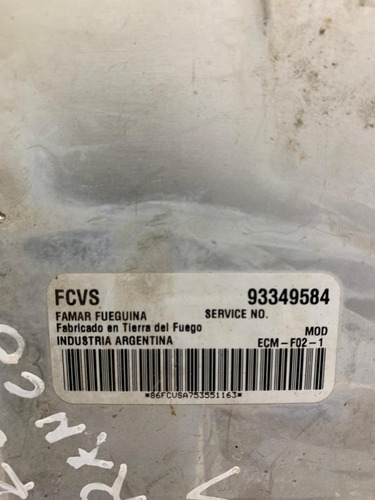 FCVS 93349584
FAMAR FUEGUINA SERVICE NO.
Fabricado en Tierra del Fuego MOD
INDUSTRIA ARGENTINA ECM-F02-1
*86FCVSA753551163*